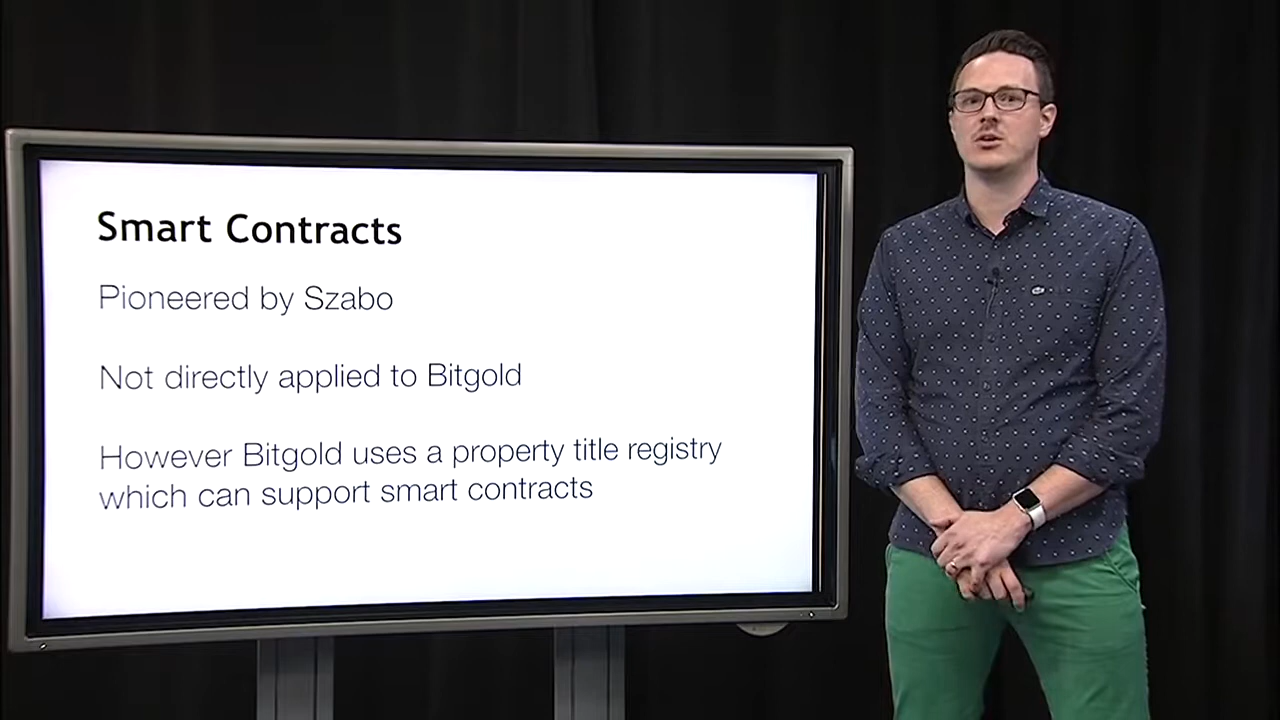 Smart Contracts
Pioneered by Szabo
Not directly applied to Bitgold
However Bitgold uses a property title registry
which can support smart contracts